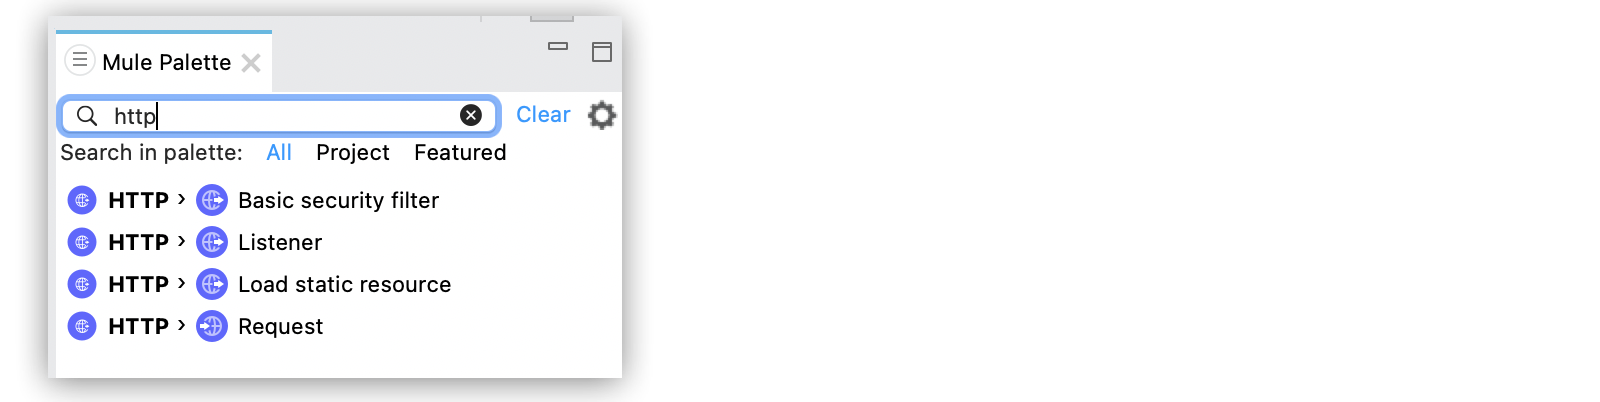 Mule Palette
http
Clear
Search in palette: All Project Featured
HTTP › Basic security filter
HTTP › Listener
HTTP › Load static resource
HTTP › Request